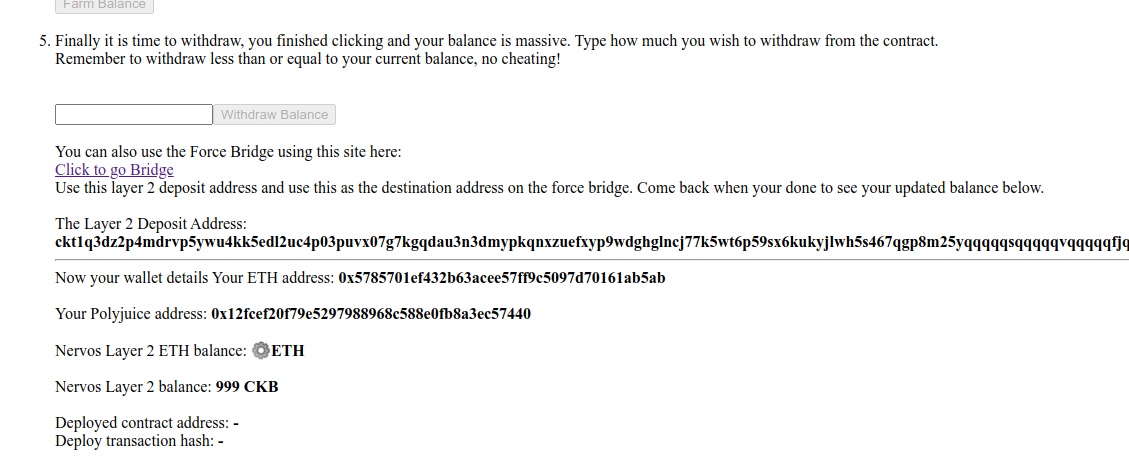 Farm Balance
5. Finally it is time to withdraw, you finished clicking and your balance is massive. Type how much you wish to withdraw from the contract.
Remember to withdraw less than or equal to your current balance, no cheating!
Withdraw Balance
You can also use the Force Bridge using this site here:
Click to go Bridge
Use this layer 2 deposit address and use this as the destination address on the force bridge. Come back when your done to see your updated balance below.
The Layer 2 Deposit Address:
ckt1q3dz2p4mdrvp5ywu4kk5edl2uc4p03puvx07g7kgqdau3n3dmypkqnxzuefxyp9wdghglncj77k5wt6p59sx6kukyjlwh5s467qgp8m25yqqqqqsqqqqqvqqqqqfjq
Now your wallet details Your ETH address: 0x5785701ef432b63acee57ff9c5097d70161ab5ab
Your Polyjuice address: 0x12fcef20f79e5297988968c588e0fb8a3ec57440
Nervos Layer 2 ETH balance: ETH
Nervos Layer 2 balance: 999 CKB
Deployed contract address: -
Deploy transaction hash: -